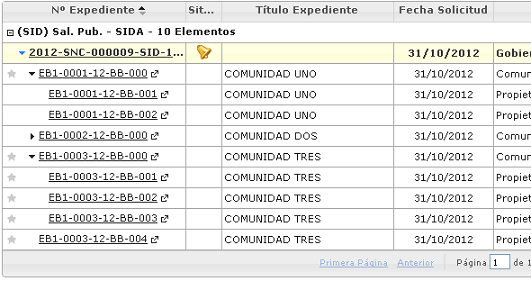 Nº Expediente Sit... Título Expediente Fecha Solicitud
(SID) Sal. Pub. - SIDA - 10 Elementos
2012-SNC-000009-SID-1... 31/10/2012 Gobier
EB1-0001-12-BB-000 COMUNIDAD UNO 31/10/2012 Comun
EB1-0001-12-BB-001 COMUNIDAD UNO 31/10/2012 Propiet
EB1-0001-12-BB-002 COMUNIDAD UNO 31/10/2012 Propiet
EB1-0002-12-BB-000 COMUNIDAD DOS 31/10/2012 Comun
EB1-0003-12-BB-000 COMUNIDAD TRES 31/10/2012 Comun
EB1-0003-12-BB-001 COMUNIDAD TRES 31/10/2012 Propiet
EB1-0003-12-BB-002 COMUNIDAD TRES 31/10/2012 Propiet
EB1-0003-12-BB-003 COMUNIDAD TRES 31/10/2012 Propiet
EB1-0003-12-BB-004 COMUNIDAD TRES 31/10/2012 Propiet
Primera Página Anterior Página 1 de 1